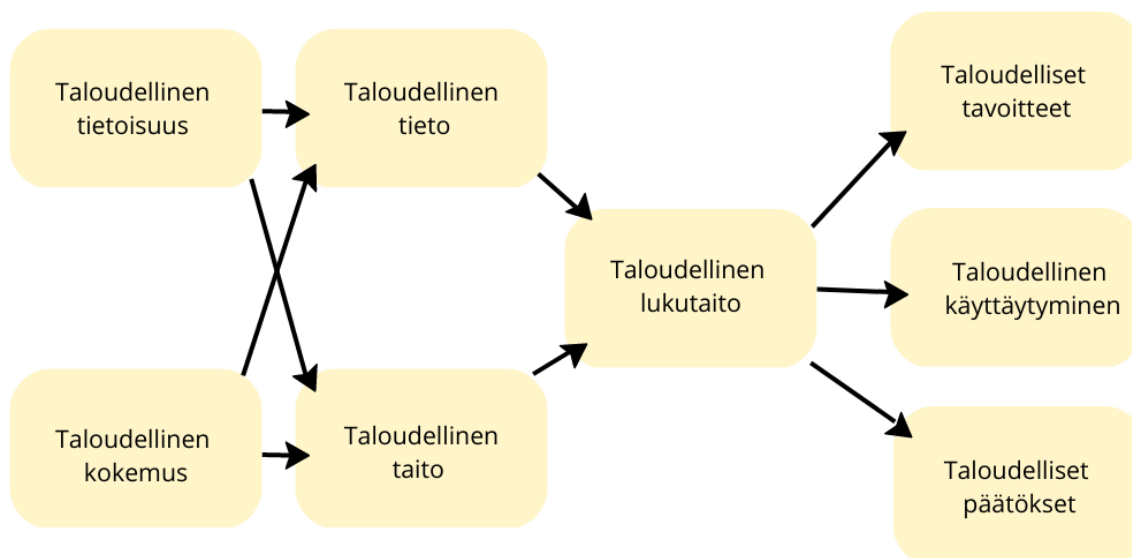 Taloudellinen
tietoisuus
Taloudellinen
tieto
Taloudelliset
tavoitteet
Taloudellinen
lukutaito
Taloudellinen
käyttäytyminen
Taloudellinen
kokemus
Taloudellinen
taito
Taloudelliset
päätökset